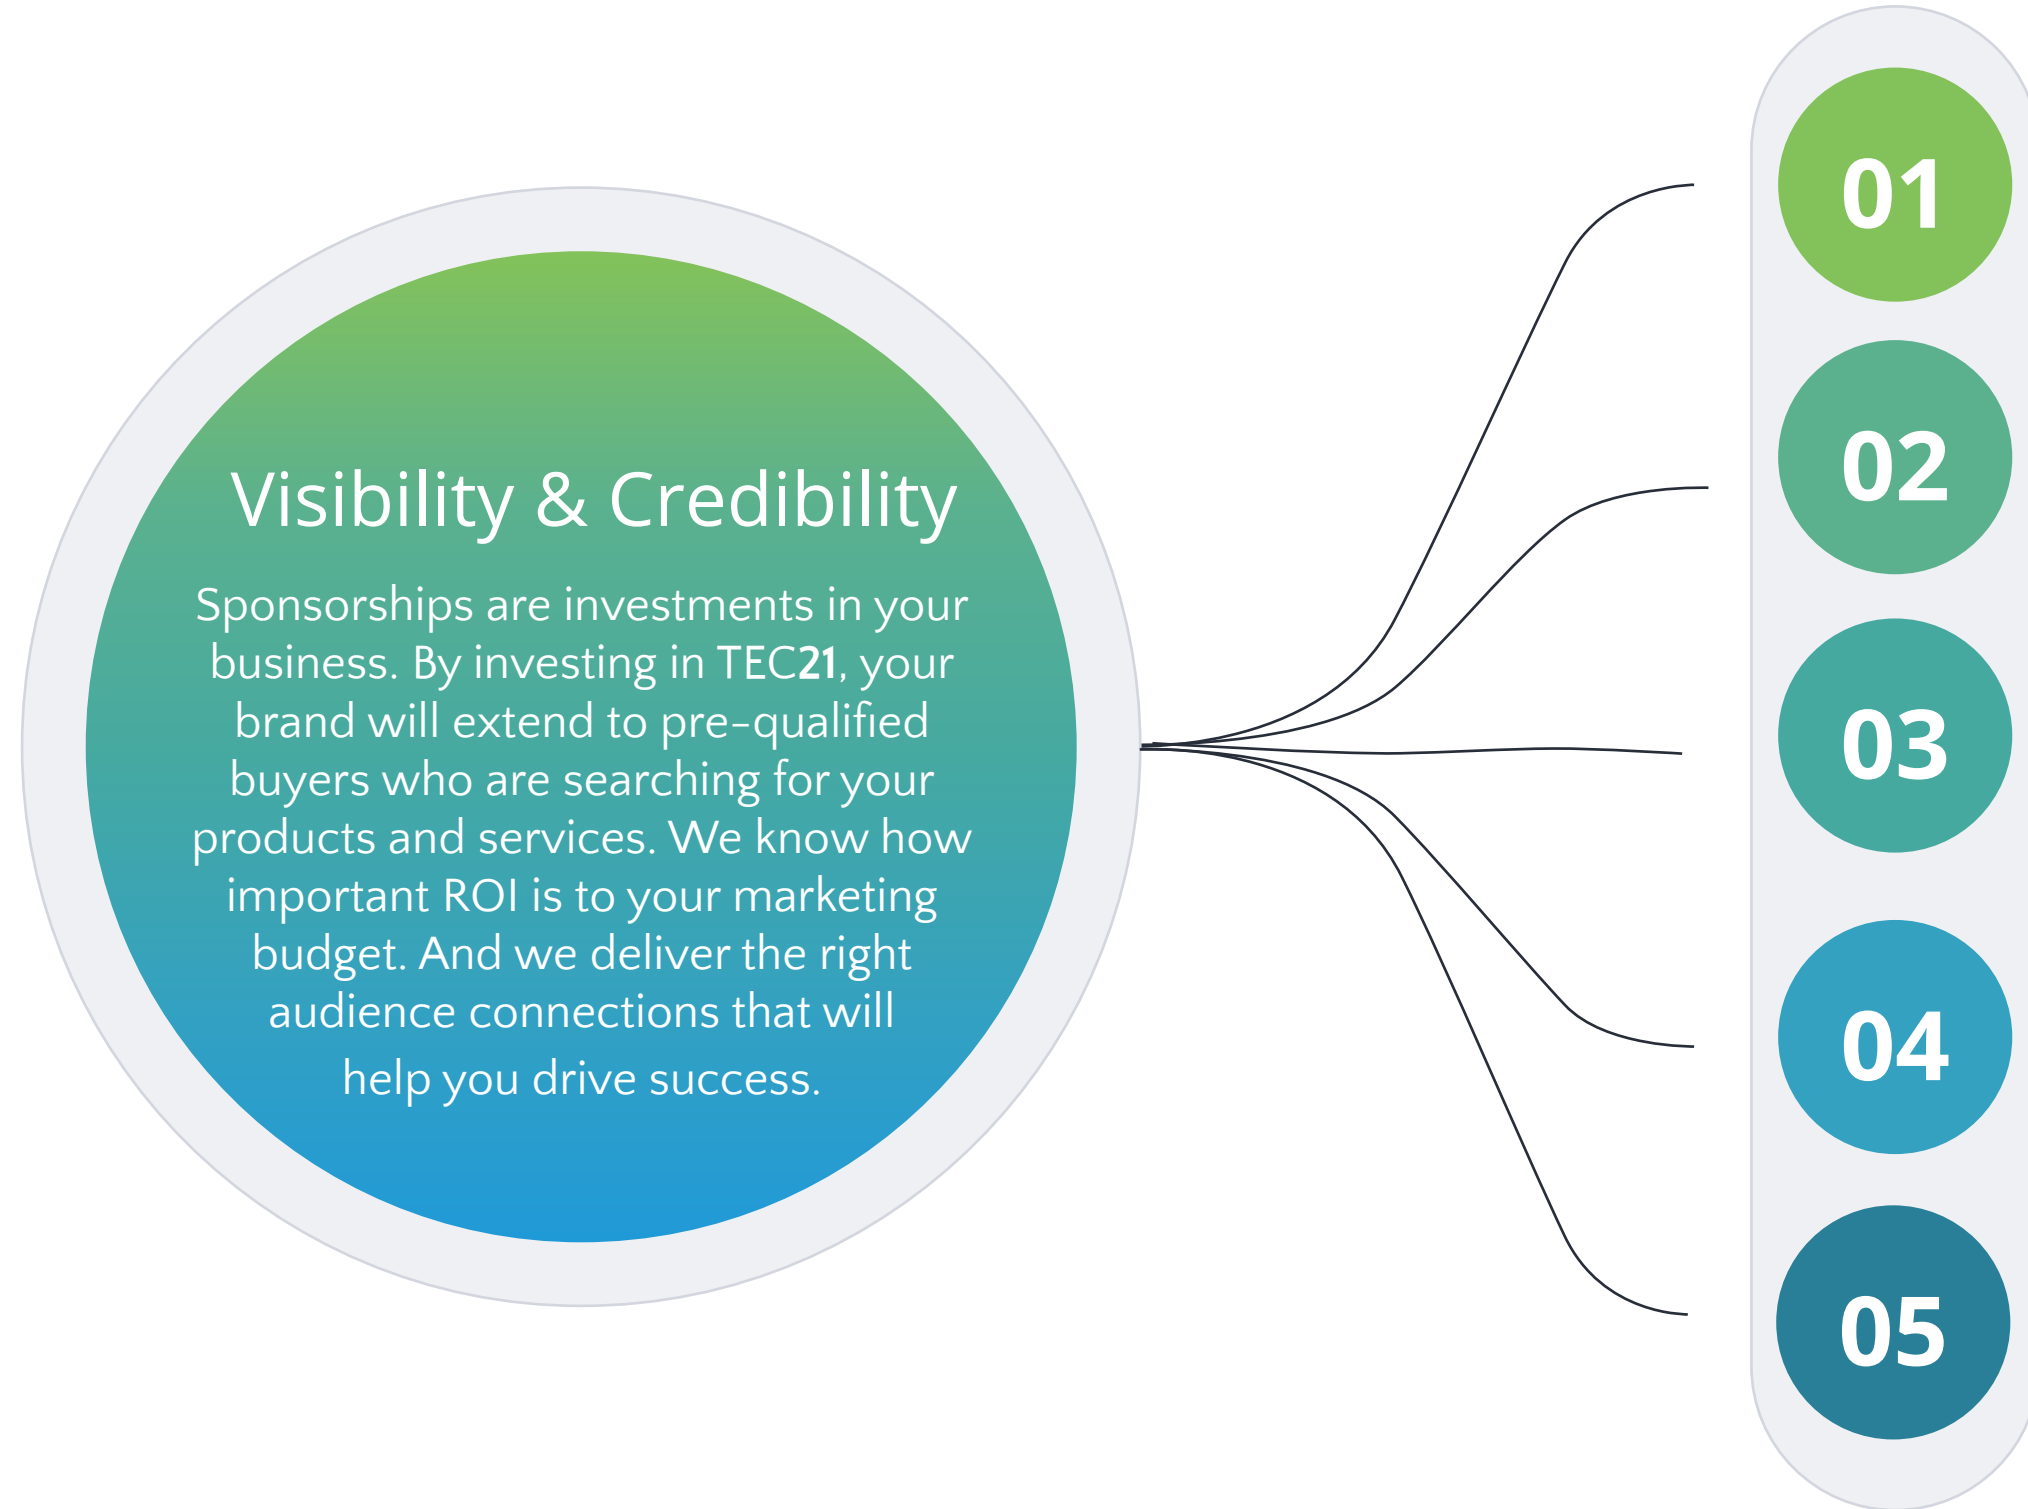 Visibility & Credibility
Sponsorships are investments in your
business. By investing in TEC21, your
brand will extend to pre-qualified
buyers who are searching for your
products and services. We know how
important ROI is to your marketing
budget. And we deliver the right
audience connections that will
help you drive success.
01
02
03
04
05